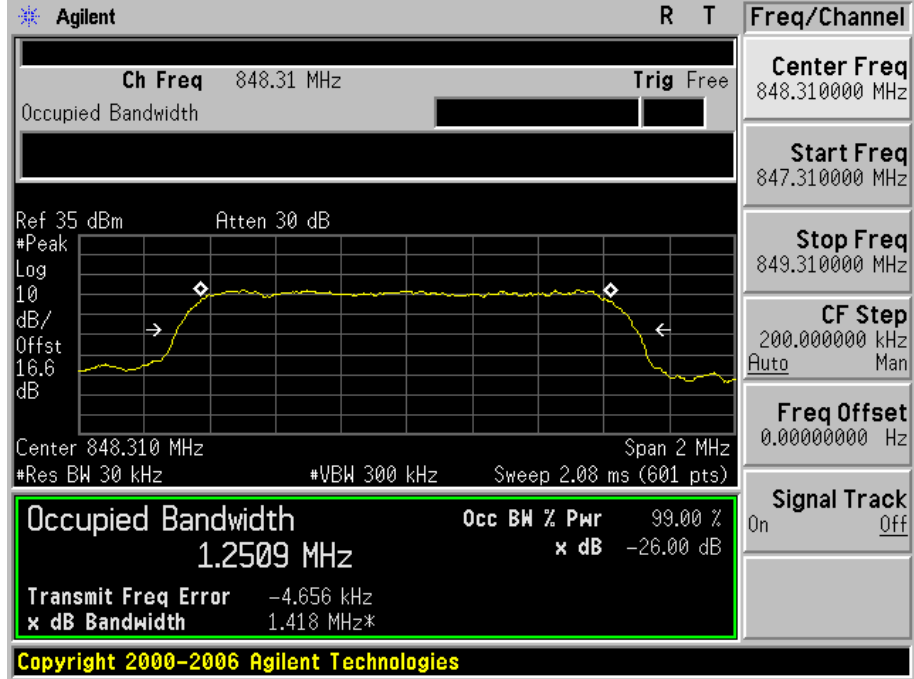 Agilent R T
Freq/Channel
Ch Freq 848.31 MHz Trig Free
Occupied Bandwidth
Center Freq
848.310000 MHz
Start Freq
847.310000 MHz
Stop Freq
849.310000 MHz
CF Step
200.000000 kHz
Auto Man
Freq Offset
0.00000000 Hz
Signal Track
On Off
Ref 35 dBm Atten 30 dB
#Peak
Log
10
dB/
Offst
16.6
dB
Center 848.310 MHz Span 2 MHz
#Res BW 30 kHz #VBW 300 kHz Sweep 2.08 ms (601 pts)
Occupied Bandwidth Occ BW % Pwr 99.00 %
1.2509 MHz x dB -26.00 dB
Transmit Freq Error -4.656 kHz
x dB Bandwidth 1.418 MHz*
Copyright 2000-2006 Agilent Technologies